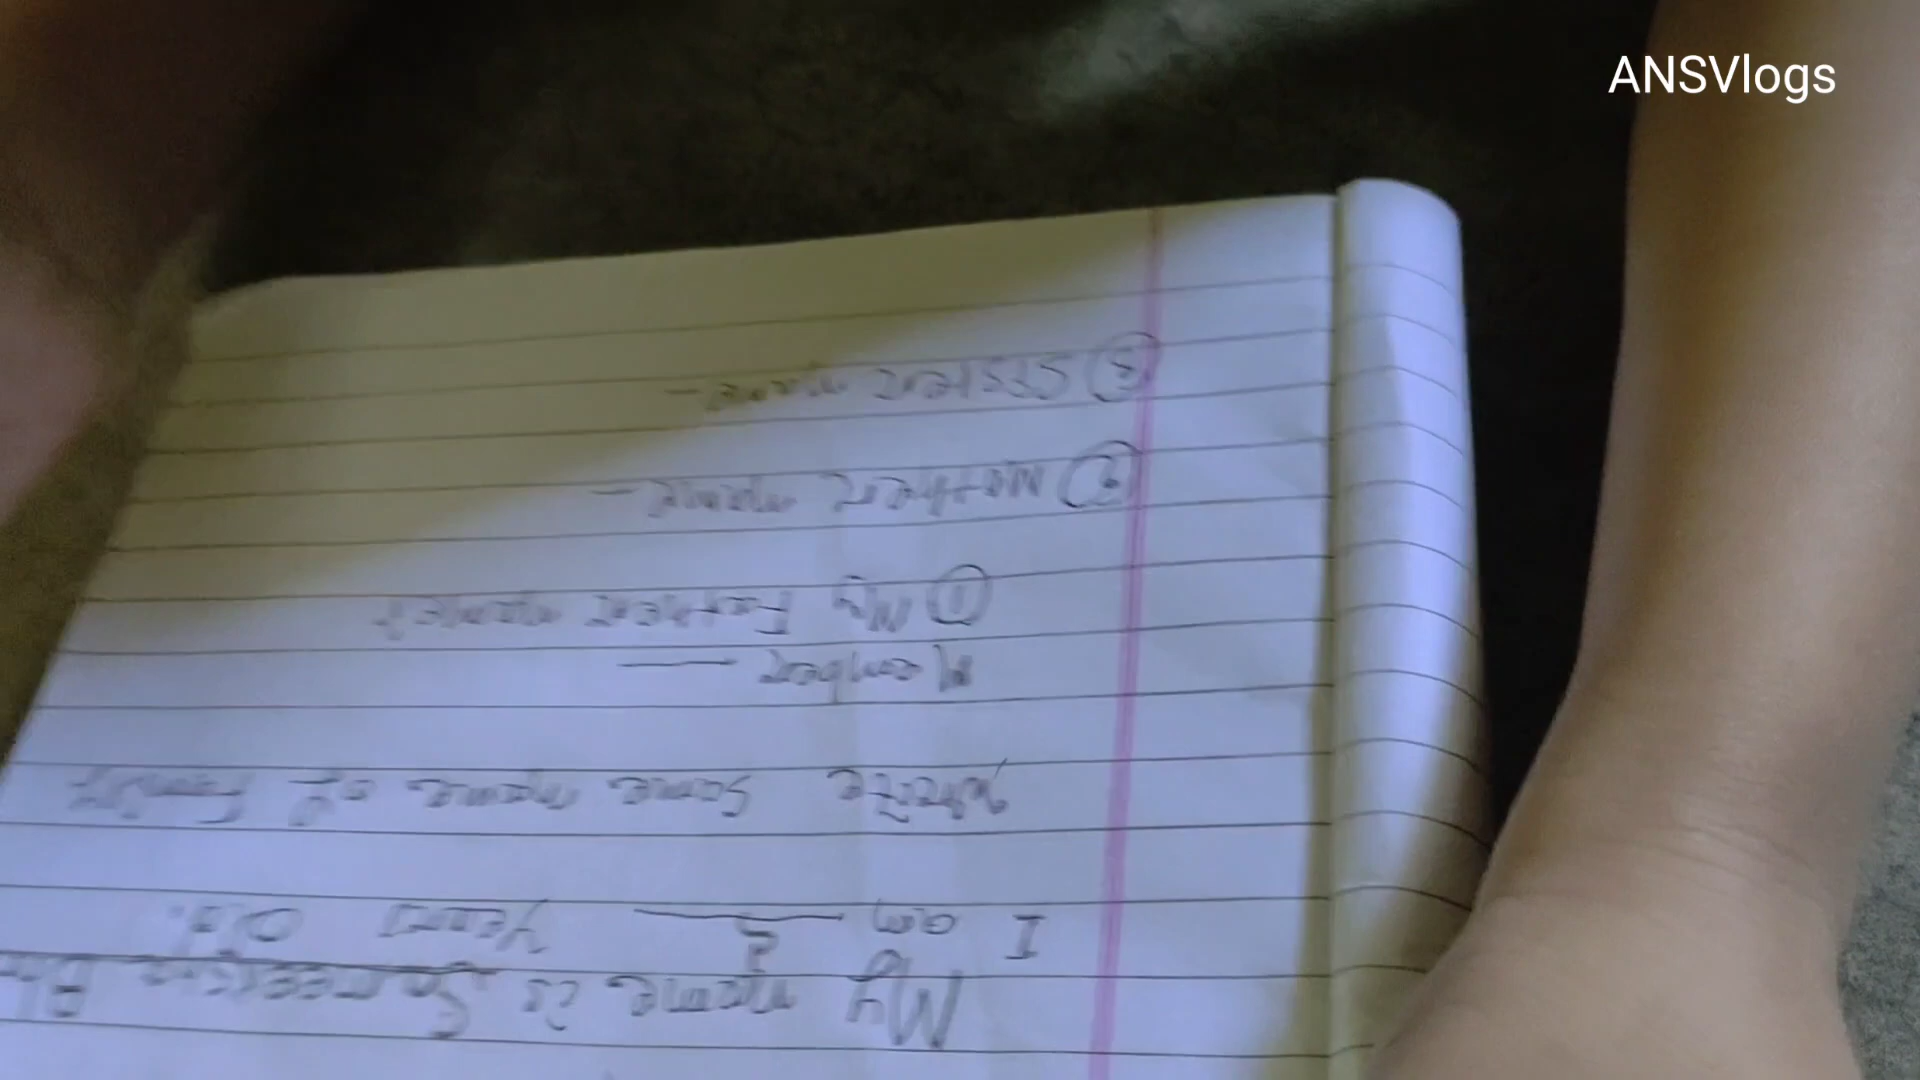 ANSVlogs
My name is
I am years old.
write some name of family
Member —
① My Father name?
② Mother name -
③ Sister name -